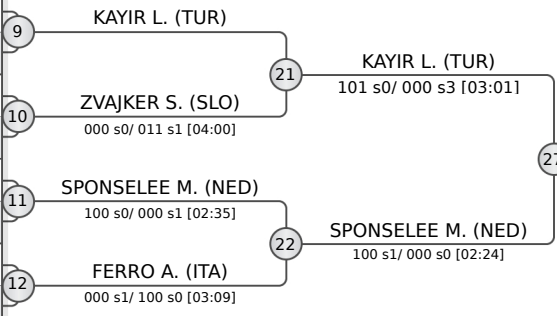 KAYIR L. (TUR)
9
21
KAYIR L. (TUR)
101 s0/ 000 s3 [03:01]
ZVAJKER S. (SLO)
10
000 s0/ 011 s1 [04:00]
27
SPONSELEE M. (NED)
11
100 s0/ 000 s1 [02:35]
22
SPONSELEE M. (NED)
100 s1/ 000 s0 [02:24]
FERRO A. (ITA)
12
000 s1/ 100 s0 [03:09]